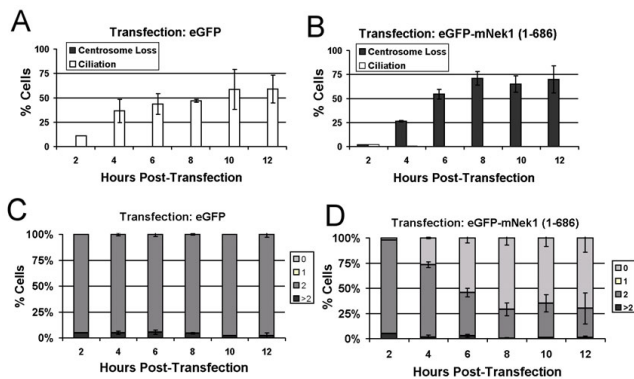 A
Transfection: eGFP
Centrosome Loss
Ciliation
% Cells
100
75
50
25
0
2 4 6 8 10 12
Hours Post-Transfection
B
Transfection: eGFP-mNek1 (1-686)
Centrosome Loss
Ciliation
% Cells
100
75
50
25
0
2 4 6 8 10 12
Hours Post-Transfection
C
Transfection: eGFP
% Cells
100%
75%
50%
25%
0%
0
1
2
>2
2 4 6 8 10 12
Hours Post-Transfection
D
Transfection: eGFP-mNek1 (1-686)
% Cells
100%
75%
50%
25%
0%
0
1
2
>2
2 4 6 8 10 12
Hours Post-Transfection